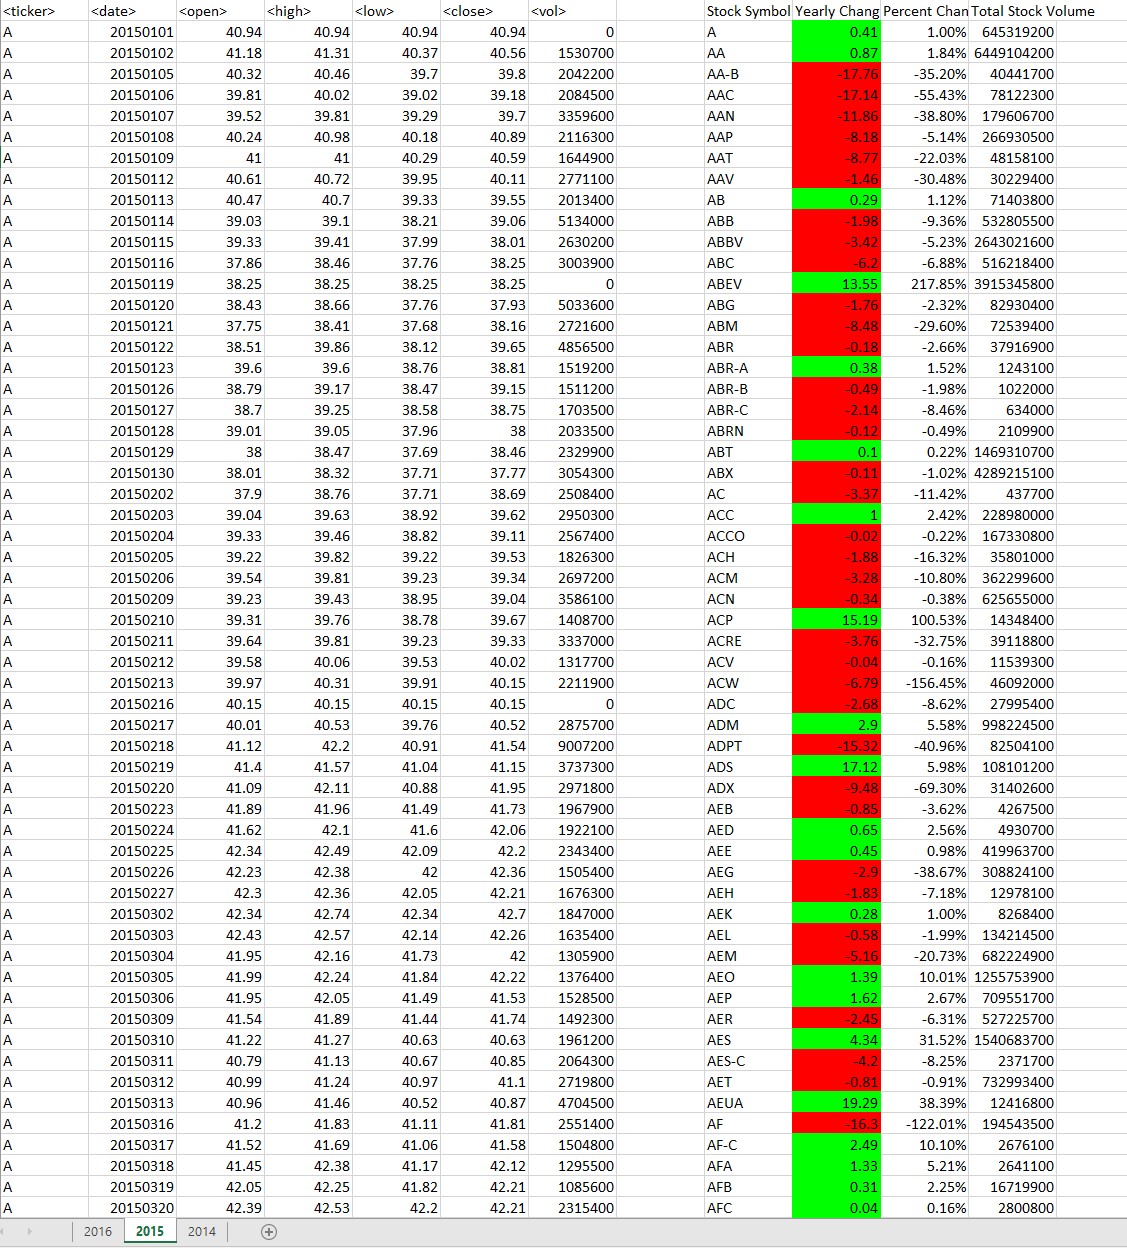 <ticker> <date> <open> <high> <low> <close> <vol> Stock Symbol Yearly Chang Percent Chan Total Stock Volume
A 20150101 40.94 40.94 40.94 40.94 0 A 0.41 1.00% 645319200
A 20150102 41.18 41.31 40.37 40.56 1530700 AA 0.87 1.84% 6449104200
A 20150105 40.32 40.46 39.7 39.8 2042200 AA-B -17.76 -35.20% 40441700
A 20150106 39.81 40.02 39.02 39.18 2084500 AAC -17.14 -55.43% 78122300
A 20150107 39.52 39.81 39.29 39.7 3359600 AAN -11.86 -38.80% 179606700
A 20150108 40.24 40.98 40.18 40.89 2116300 AAP -8.18 -5.14% 266930500
A 20150109 41 41 40.29 40.59 1644900 AAT -8.77 -22.03% 48158100
A 20150112 40.61 40.72 39.95 40.11 2771100 AAV -1.46 -30.48% 30229400
A 20150113 40.47 40.7 39.33 39.55 2013400 AB 0.29 1.12% 71403800
A 20150114 39.03 39.1 38.21 39.06 5134000 ABB -1.98 -9.36% 532805500
A 20150115 39.33 39.41 37.99 38.01 2630200 ABBV -3.42 -5.23% 2643021600
A 20150116 37.86 38.46 37.76 38.25 3003900 ABC -6.2 -6.88% 516218400
A 20150119 38.25 38.25 38.25 38.25 0 ABEV 13.55 217.85% 3915345800
A 20150120 38.43 38.66 37.76 37.93 5033600 ABG -1.76 -2.32% 82930400
A 20150121 37.75 38.41 37.68 38.16 2721600 ABM -8.48 -29.60% 72539400
A 20150122 38.51 39.86 38.12 39.65 4856500 ABR -0.18 -2.66% 37916900
A 20150123 39.6 39.6 38.76 38.81 1519200 ABR-A 0.38 1.52% 1243100
A 20150126 38.79 39.17 38.47 39.15 1511200 ABR-B -0.49 -1.98% 1022000
A 20150127 38.7 39.25 38.58 38.75 1703500 ABR-C -2.14 -8.46% 634000
A 20150128 39.01 39.05 37.96 38 2033500 ABRN -0.12 -0.49% 2109900
A 20150129 38 38.47 37.69 38.46 2329900 ABT 0.1 0.22% 1469310700
A 20150130 38.01 38.32 37.71 37.77 3054300 ABX -0.11 -1.02% 4289215100
A 20150202 37.9 38.76 37.71 38.69 2508400 AC -3.37 -11.42% 437700
A 20150203 39.04 39.63 38.92 39.62 2950300 ACC 1 2.42% 228980000
A 20150204 39.33 39.46 38.82 39.11 2567400 ACCO -0.02 -0.22% 167330800
A 20150205 39.22 39.82 39.22 39.53 1826300 ACH -1.88 -16.32% 35801000
A 20150206 39.54 39.81 39.23 39.34 2697200 ACM -3.28 -10.80% 362299600
A 20150209 39.23 39.43 38.95 39.04 3586100 ACN -0.34 -0.38% 625655000
A 20150210 39.31 39.76 38.78 39.67 1408700 ACP 15.19 100.53% 14348400
A 20150211 39.64 39.81 39.23 39.33 3337000 ACRE -3.76 -32.75% 39118800
A 20150212 39.58 40.06 39.53 40.02 1317700 ACV -0.04 -0.16% 11539300
A 20150213 39.97 40.31 39.91 40.15 2211900 ACW -6.79 -156.45% 46092000
A 20150216 40.15 40.15 40.15 40.15 0 ADC -2.68 -8.62% 27995400
A 20150217 40.01 40.53 39.76 40.52 2875700 ADM 2.9 5.58% 998224500
A 20150218 41.12 42.2 40.91 41.54 9007200 ADPT -15.32 -40.96% 82504100
A 20150219 41.4 41.57 41.04 41.15 3737300 ADS 17.12 5.98% 108101200
A 20150220 41.09 42.11 40.88 41.95 2971800 ADX -9.48 -69.30% 31402600
A 20150223 41.89 41.96 41.49 41.73 1967900 AEB -0.85 -3.62% 4267500
A 20150224 41.62 42.1 41.6 42.06 1922100 AED 0.65 2.56% 4930700
A 20150225 42.34 42.49 42.09 42.2 2343400 AEE 0.45 0.98% 419963700
A 20150226 42.23 42.38 42 42.36 1505400 AEG -2.9 -38.67% 308824100
A 20150227 42.3 42.36 42.05 42.21 1676300 AEH -1.83 -7.18% 12978100
A 20150302 42.34 42.74 42.34 42.7 1847000 AEK 0.28 1.00% 8268400
A 20150303 42.43 42.57 42.14 42.26 1635400 AEL -0.58 -1.99% 134214500
A 20150304 41.95 42.16 41.73 42 1305900 AEM -5.16 -20.73% 682224900
A 20150305 41.99 42.24 41.84 42.22 1376400 AEO 1.39 10.01% 1255753900
A 20150306 41.95 42.05 41.49 41.53 1528500 AEP 1.62 2.67% 709551700
A 20150309 41.54 41.89 41.44 41.74 1492300 AER -2.45 -6.31% 527225700
A 20150310 41.22 41.27 40.63 40.63 1961200 AES 4.34 31.52% 1540683700
A 20150311 40.79 41.13 40.67 40.85 2064300 AES-C -4.2 -8.25% 2371700
A 20150312 40.99 41.24 40.97 41.1 2719800 AET -0.81 -0.91% 732993400
A 20150313 40.96 41.46 40.52 40.87 4704500 AEUA 19.29 38.39% 12416800
A 20150316 41.2 41.83 41.11 41.81 2551400 AF -16.3 -122.01% 194543500
A 20150317 41.52 41.69 41.06 41.58 1504800 AF-C 2.49 10.10% 2676100
A 20150318 41.45 42.38 41.17 42.12 1295500 AFA 1.33 5.21% 2641100
A 20150319 42.05 42.25 41.82 42.21 1085600 AFB 0.31 2.25% 16719900
A 20150320 42.39 42.53 42.2 42.21 2315400 AFC 0.04 0.16% 2800800
2016 2015 2014